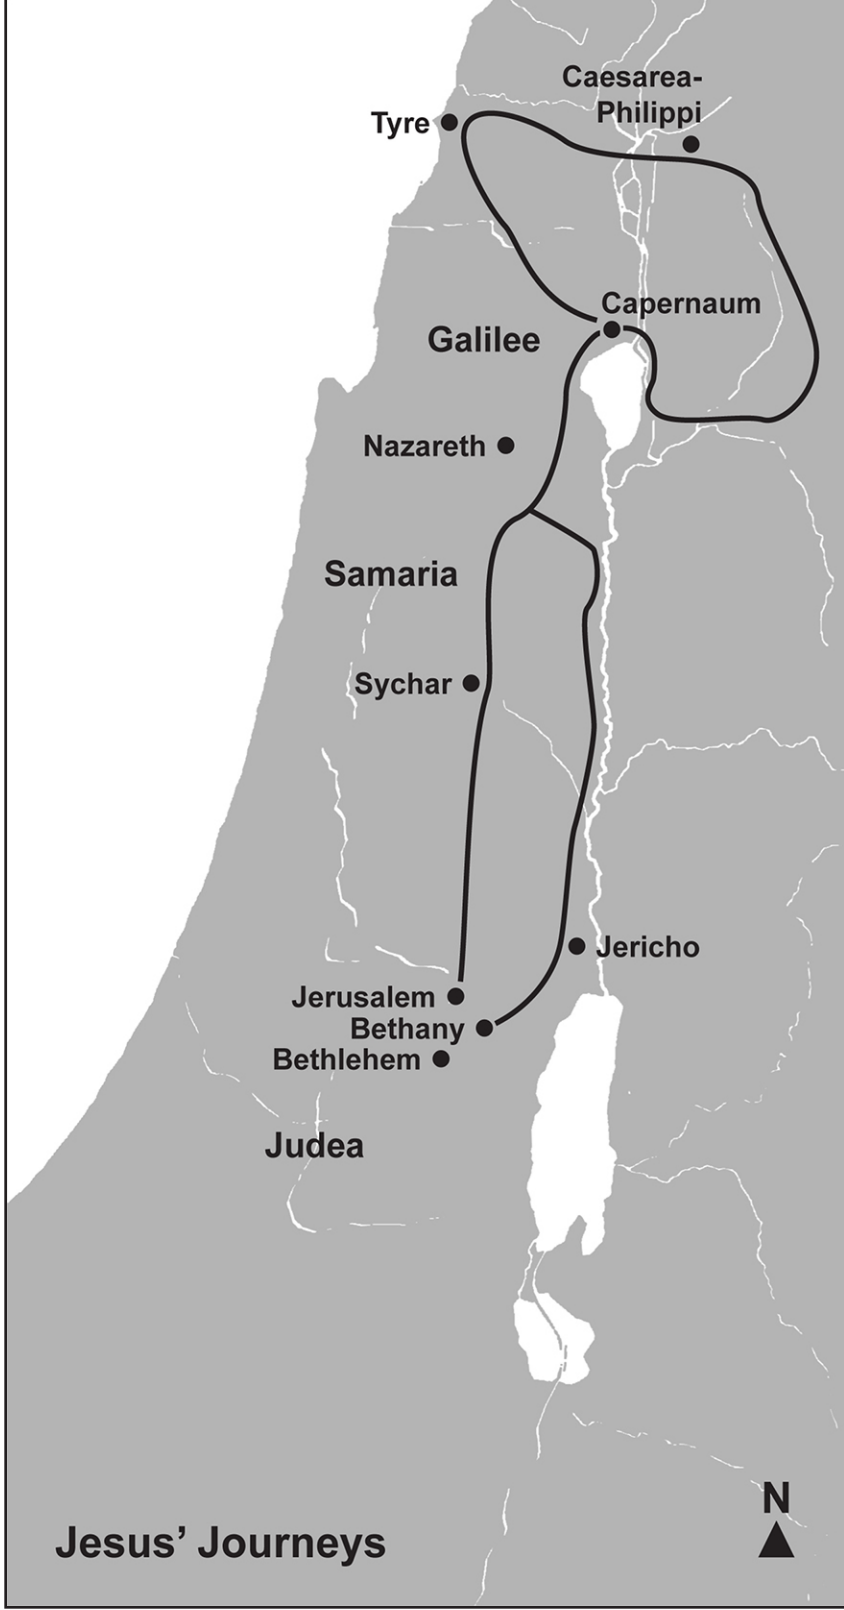 Caesarea-
Philippi
Tyre
Capernaum
Galilee
Nazareth
Samaria
Sychar
Jericho
Jerusalem
Bethany
Bethlehem
Judea
N
Jesus’ Journeys